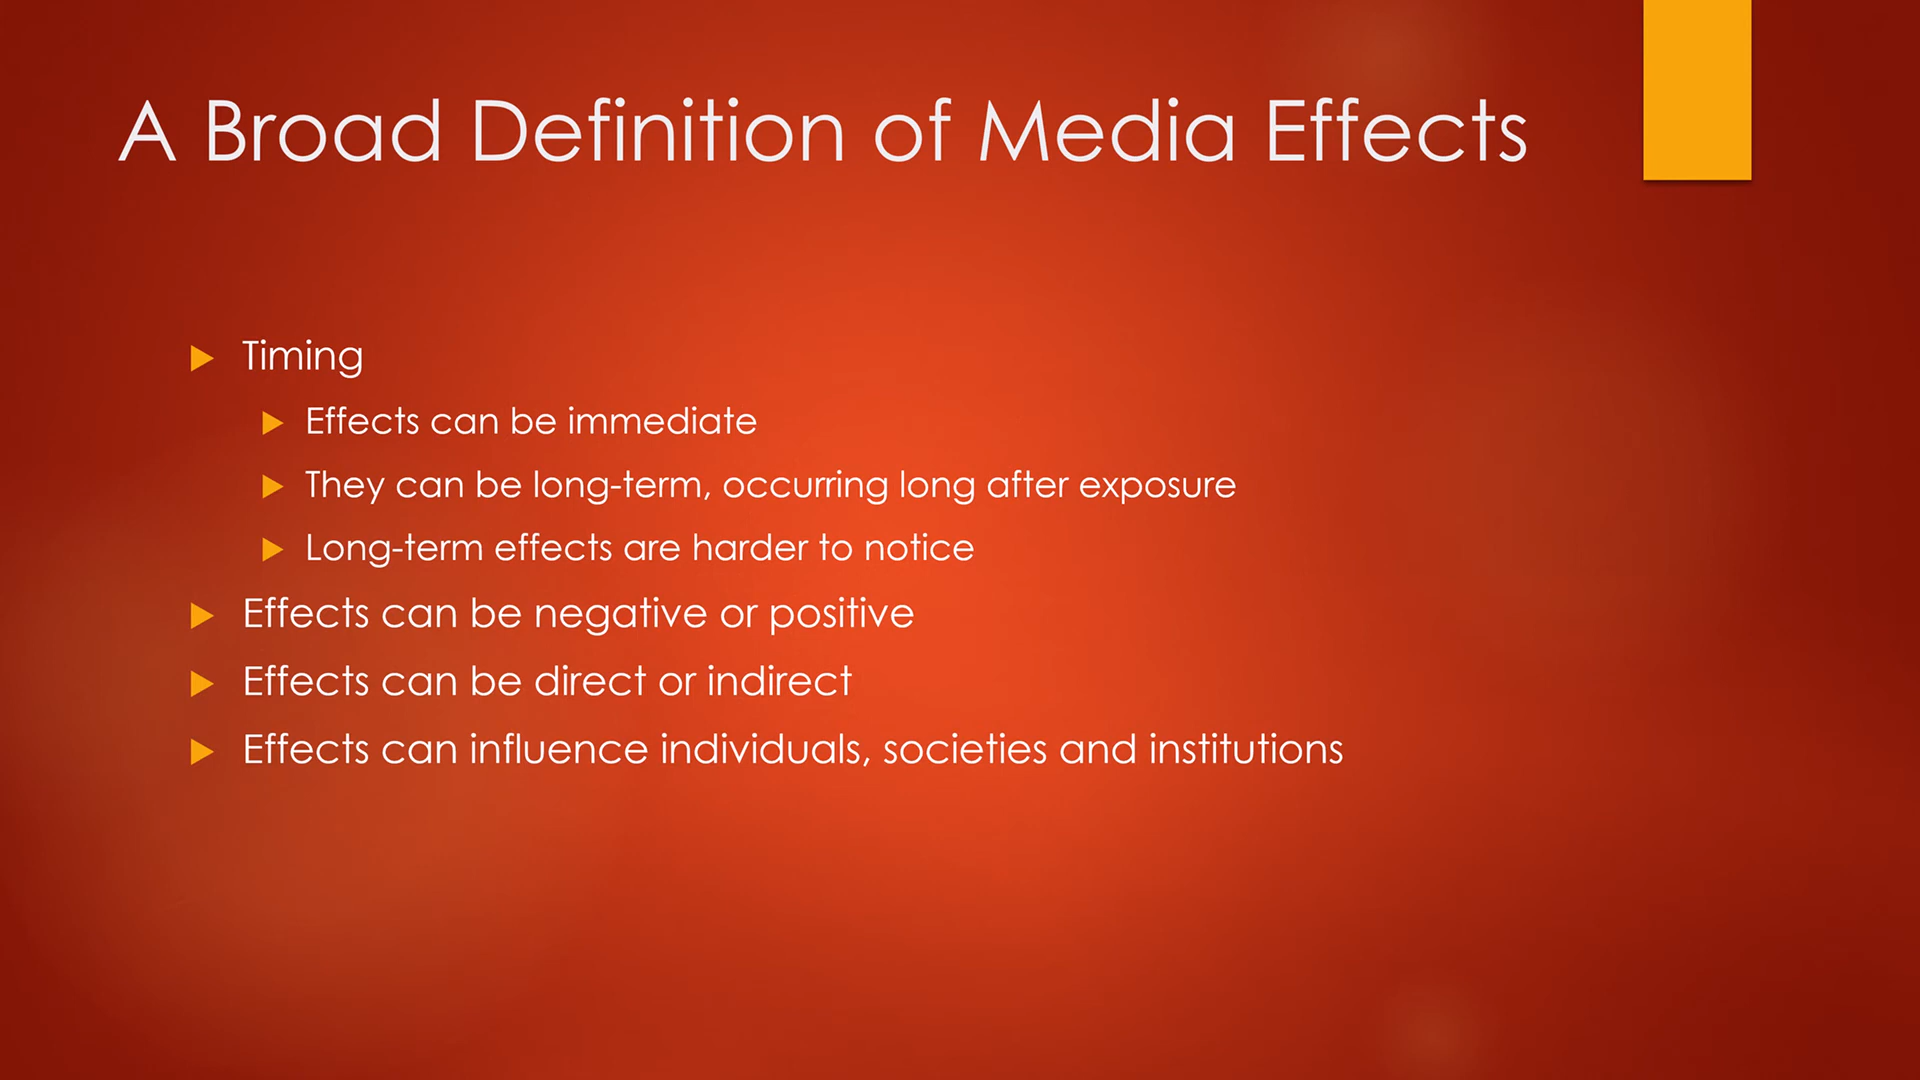 A Broad Definition of Media Effects
Timing
Effects can be immediate
They can be long-term, occurring long after exposure
Long-term effects are harder to notice
Effects can be negative or positive
Effects can be direct or indirect
Effects can influence individuals, societies and institutions